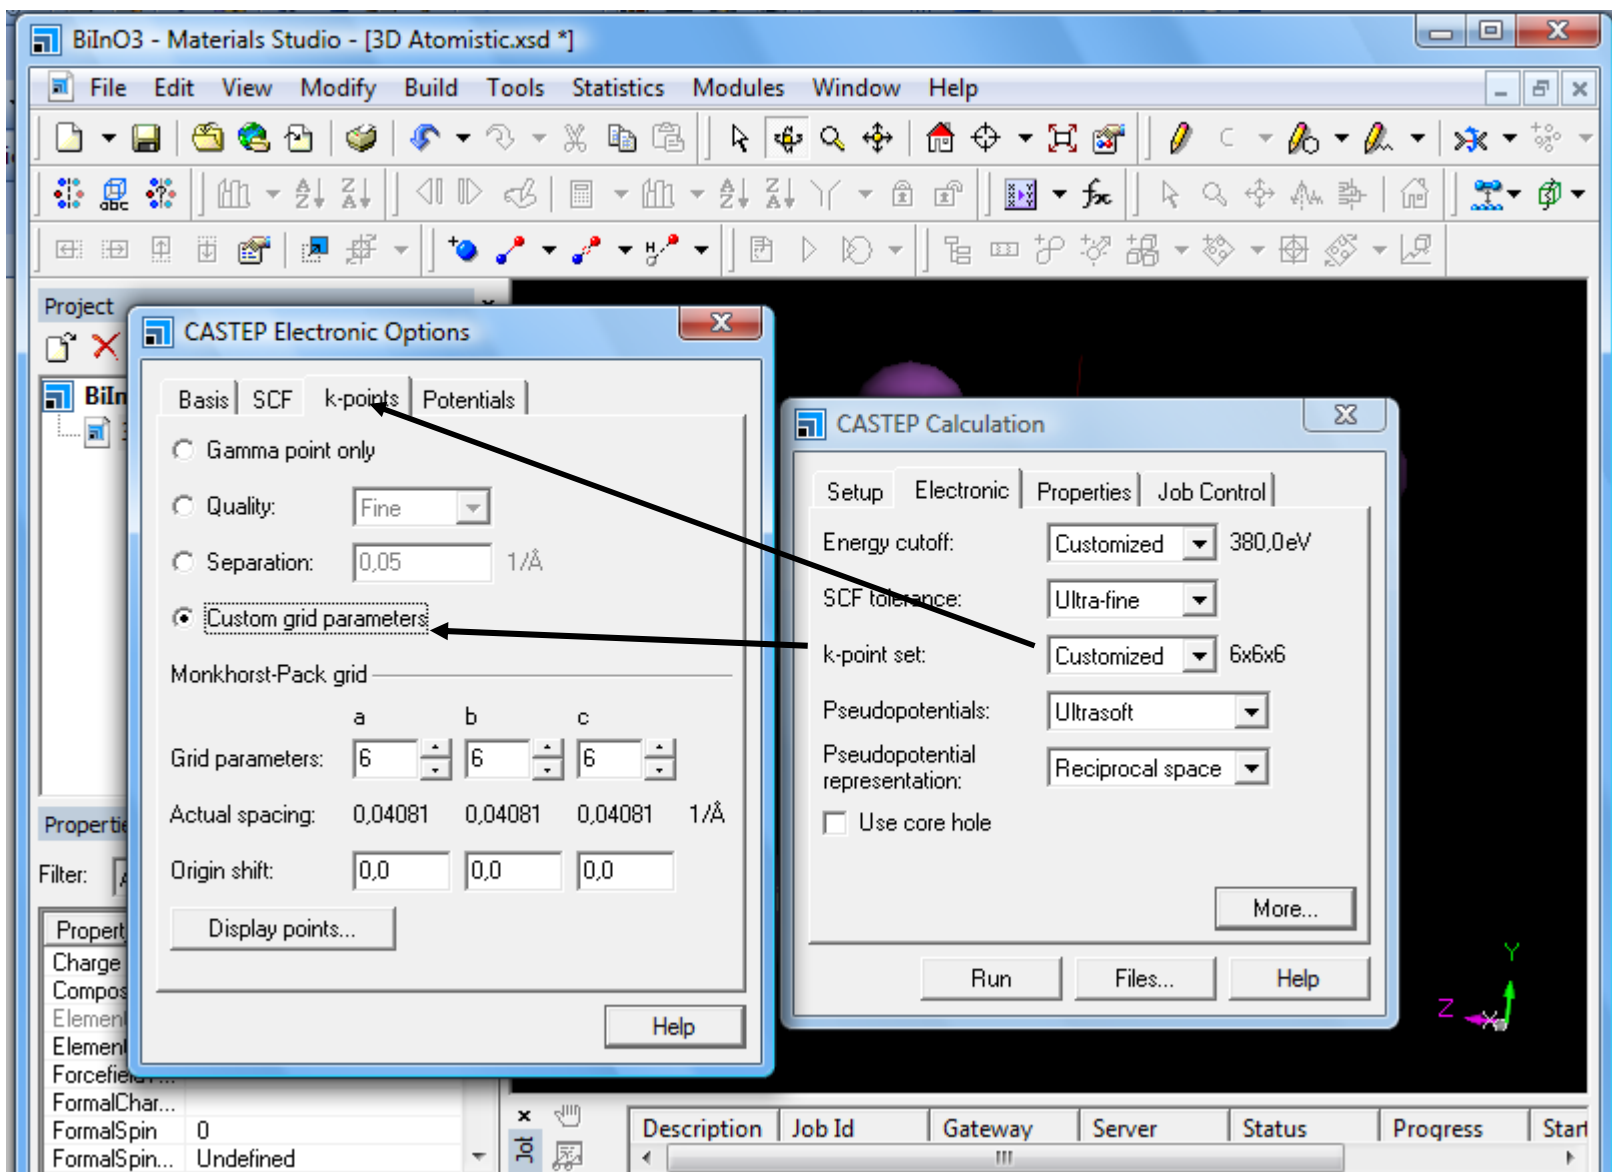 BiInO3 - Materials Studio - [3D Atomistic.xsd *]
File Edit View Modify Build Tools Statistics Modules Window Help
Project
CASTEP Electronic Options
Basis SCF k-points Potentials
Gamma point only
Quality: Fine
Separation: 0,05 1/Å
Custom grid parameters
Monkhorst-Pack grid
a b c
Grid parameters: 6 6 6
Actual spacing: 0,04081 0,04081 0,04081 1/Å
Origin shift: 0,0 0,0 0,0
Display points...
Help
CASTEP Calculation
Setup Electronic Properties Job Control
Energy cutoff: Customized 380,0eV
SCF tolerance: Ultra-fine
k-point set: Customized 6x6x6
Pseudopotentials: Ultrasoft
Pseudopotential
representation: Reciprocal space
Use core hole
More...
Run Files... Help
Y
Z X
Filter:
Charge
FormalChar...
FormalSpin 0
FormalSpin... Undefined
Description Job Id Gateway Server Status Progress Start